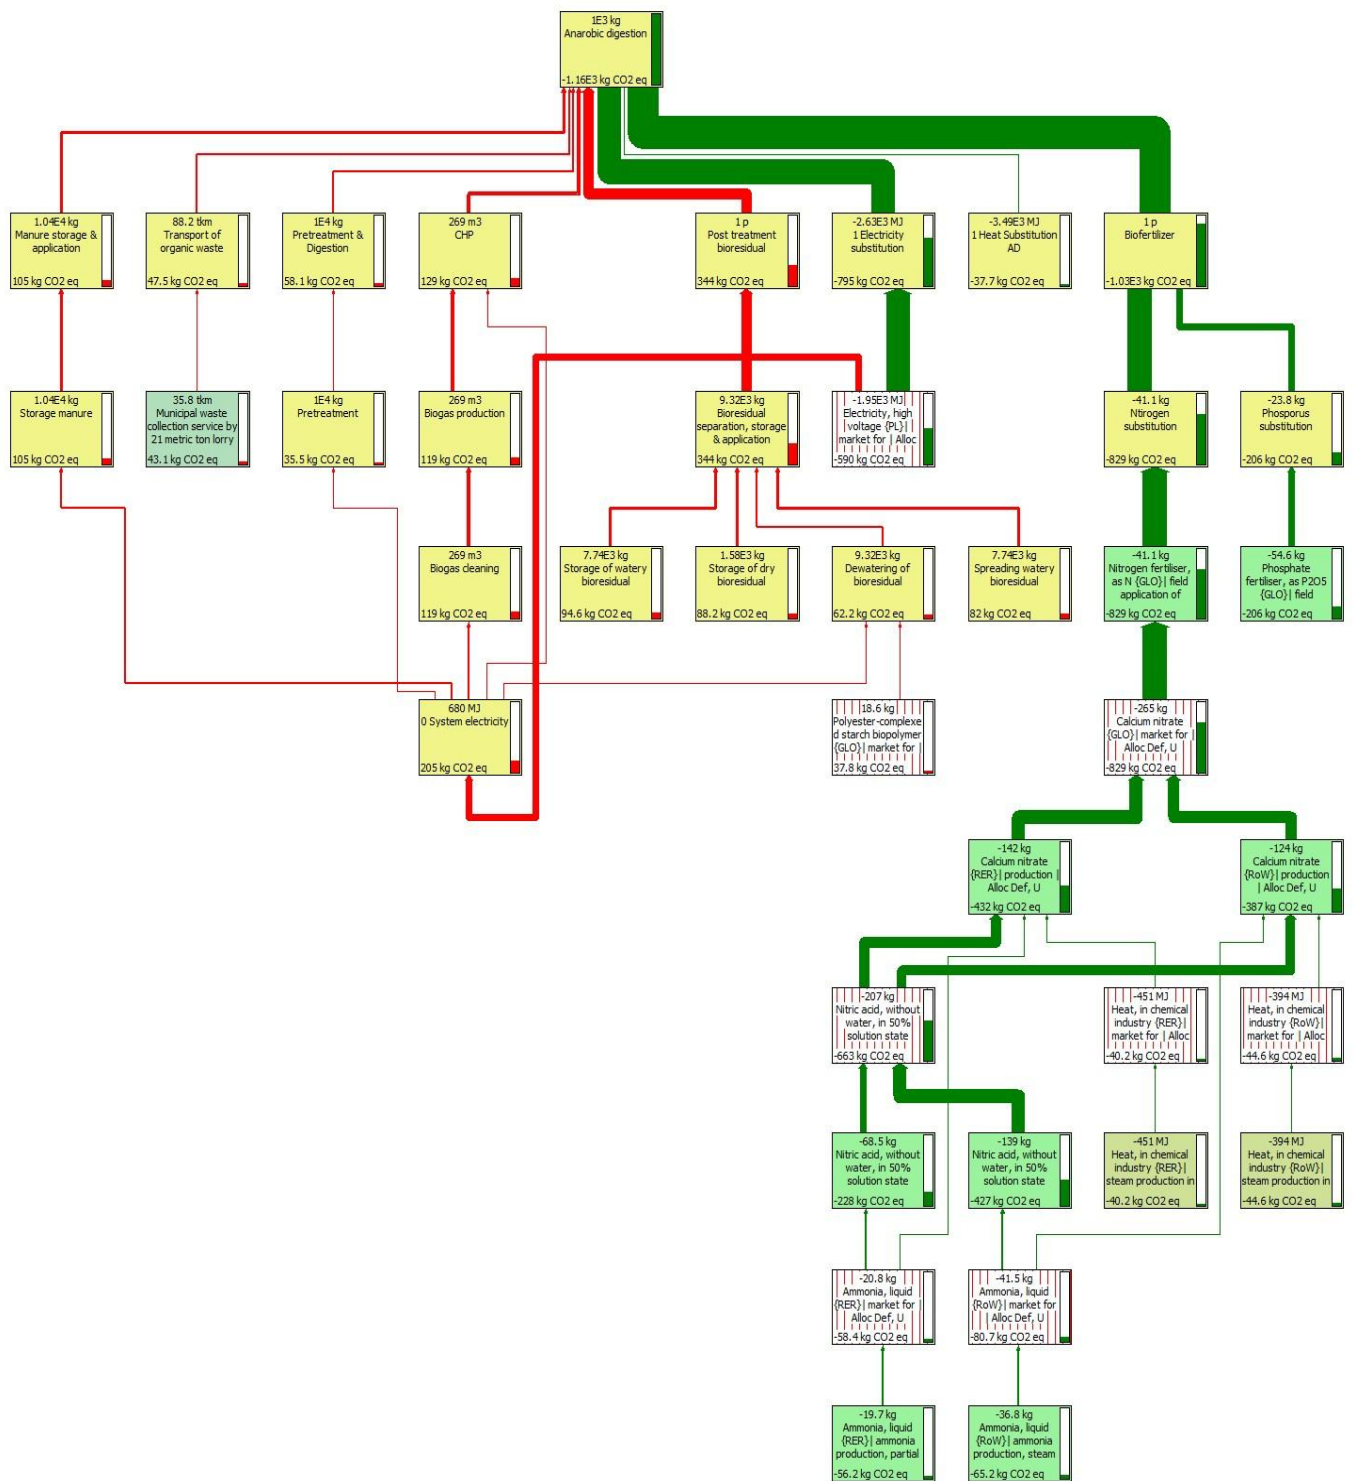 1E3 kg
Anarobic digestion
-1.16E3 kg CO2 eq
1.04E4 kg
Manure storage &
application
105 kg CO2 eq
88.2 tkm
Transport of
organic waste
47.5 kg CO2 eq
1E4 kg
Pretreatment &
Digestion
58.1 kg CO2 eq
269 m3
CHP
129 kg CO2 eq
1 p
Post treatment
bioresidual
344 kg CO2 eq
-2.63E3 MJ
1 Electricity
substitution
-795 kg CO2 eq
-3.49E3 MJ
1 Heat Substitution
AD
-37.7 kg CO2 eq
1 p
Biofertilizer
-1.03E3 kg CO2 eq
1.04E4 kg
Storage manure
105 kg CO2 eq
35.8 tkm
Municipal waste
collection service by
21 metric ton lorry
43.1 kg CO2 eq
1E4 kg
Pretreatment
35.5 kg CO2 eq
269 m3
Biogas production
119 kg CO2 eq
9.32E3 kg
Bioresidual
separation, storage
& application
344 kg CO2 eq
-1.95E3 MJ
Electricity, high
voltage {PL}|
market for | Alloc
-590 kg CO2 eq
-41.1 kg
Ntirogen
substitution
-829 kg CO2 eq
-23.8 kg
Phosporus
substitution
-206 kg CO2 eq
269 m3
Biogas cleaning
119 kg CO2 eq
7.74E3 kg
Storage of watery
bioresidual
94.6 kg CO2 eq
1.58E3 kg
Storage of dry
bioresidual
88.2 kg CO2 eq
9.32E3 kg
Dewatering of
bioresidual
62.2 kg CO2 eq
7.74E3 kg
Spreading watery
bioresidual
82 kg CO2 eq
-41.1 kg
Nitrogen fertiliser,
as N {GLO}| field
application of
-829 kg CO2 eq
-54.6 kg
Phosphate
fertiliser, as P2O5
{GLO}| field
-206 kg CO2 eq
680 MJ
0 System electricity
205 kg CO2 eq
18.6 kg
Polyester-complexe
d starch biopolymer
{GLO}| market for |
37.8 kg CO2 eq
-265 kg
Calcium nitrate
{GLO}| market for |
Alloc Def, U
-829 kg CO2 eq
-142 kg
Calcium nitrate
{RER}| production |
Alloc Def, U
-432 kg CO2 eq
-124 kg
Calcium nitrate
{RoW}| production
| Alloc Def, U
-387 kg CO2 eq
-207 kg
Nitric acid, without
water, in 50%
solution state
-663 kg CO2 eq
-451 MJ
Heat, in chemical
industry {RER}|
market for | Alloc
-40.2 kg CO2 eq
-394 MJ
Heat, in chemical
industry {RoW}|
market for | Alloc
-44.6 kg CO2 eq
-68.5 kg
Nitric acid, without
water, in 50%
solution state
-228 kg CO2 eq
-139 kg
Nitric acid, without
water, in 50%
solution state
-427 kg CO2 eq
-451 MJ
Heat, in chemical
industry {RER}|
steam production in
-40.2 kg CO2 eq
-394 MJ
Heat, in chemical
industry {RoW}|
steam production in
-44.6 kg CO2 eq
-20.8 kg
Ammonia, liquid
{RER}| market for |
Alloc Def, U
-58.4 kg CO2 eq
-41.5 kg
Ammonia, liquid
{RoW}| market for
| Alloc Def, U
-80.7 kg CO2 eq
-19.7 kg
Ammonia, liquid
{RER}| ammonia
production, partial
-56.2 kg CO2 eq
-36.8 kg
Ammonia, liquid
{RoW}| ammonia
production, steam
-65.2 kg CO2 eq